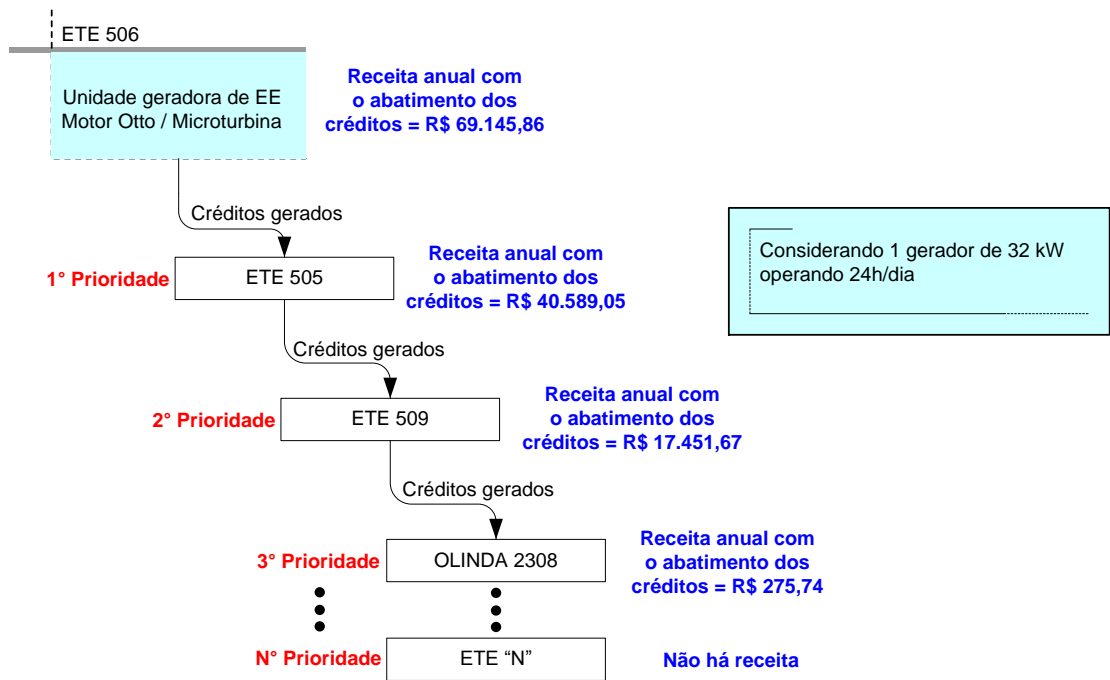 ETE 506
Unidade geradora de EE
Motor Otto / Microturbina
Receita anual com
o abatimento dos
créditos = R$ 69.145,86
Créditos gerados
1° Prioridade
ETE 505
Receita anual com
o abatimento dos
créditos = R$ 40.589,05
Considerando 1 gerador de 32 kW
operando 24h/dia
Créditos gerados
2° Prioridade
ETE 509
Receita anual com
o abatimento dos
créditos = R$ 17.451,67
Créditos gerados
3° Prioridade
OLINDA 2308
Receita anual com
o abatimento dos
créditos = R$ 275,74
N° Prioridade
ETE “N”
Não há receita